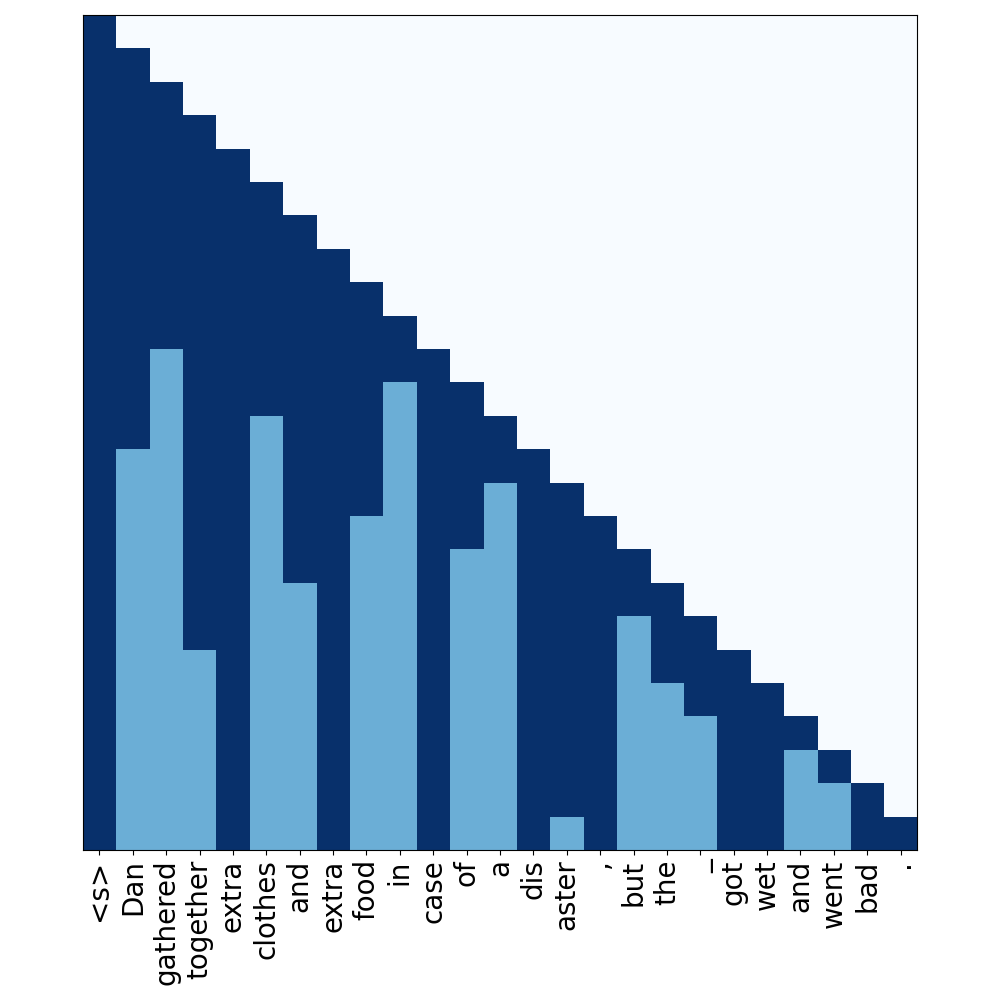 <s>
Dan
gathered
together
extra
clothes
and
extra
food
in
case
of
a
dis
aster
,
but
the
_
got
wet
and
went
bad
.